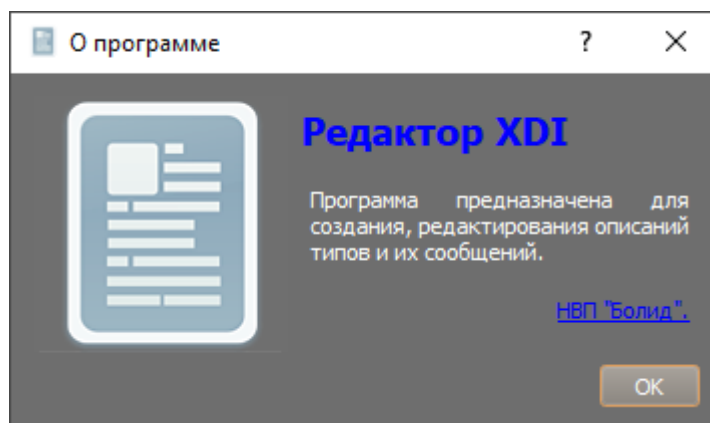 О программе
?
Редактор XDI
Программа предназначена для
создания, редактирования описаний
типов и их сообщений.
НВП "Болид".
OK